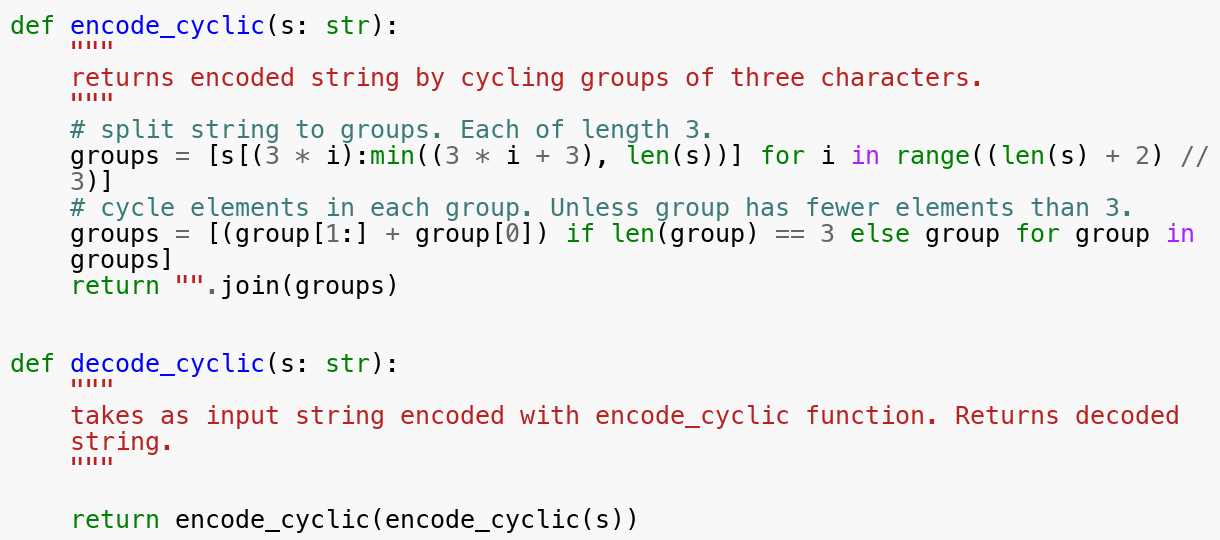 def encode_cyclic(s: str):
    """
    returns encoded string by cycling groups of three characters.
    """
    # split string to groups. Each of length 3.
    groups = [s[(3 * i):min((3 * i + 3), len(s))] for i in range((len(s) + 2) //
    3)]
    # cycle elements in each group. Unless group has fewer elements than 3.
    groups = [(group[1:] + group[0]) if len(group) == 3 else group for group in
    groups]
    return "".join(groups)


def decode_cyclic(s: str):
    """
    takes as input string encoded with encode_cyclic function. Returns decoded
    string.
    """

    return encode_cyclic(encode_cyclic(s))